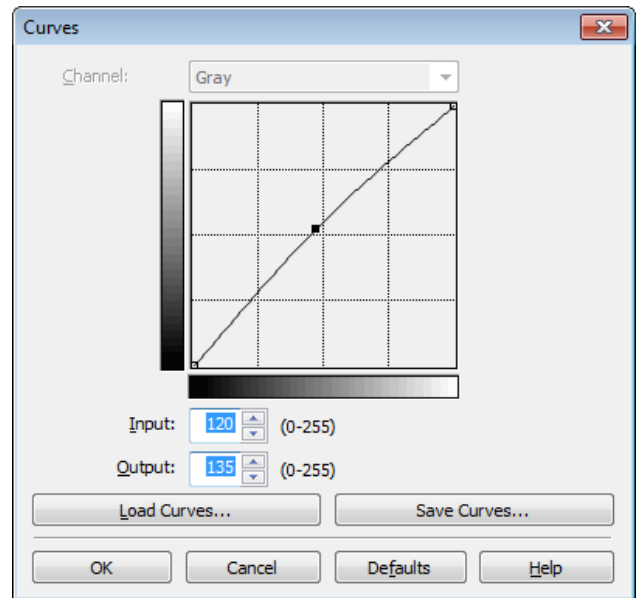 Curves
Channel: Gray
Input: 120 (0-255)
Output: 135 (0-255)
Load Curves... Save Curves...
OK Cancel Defaults Help